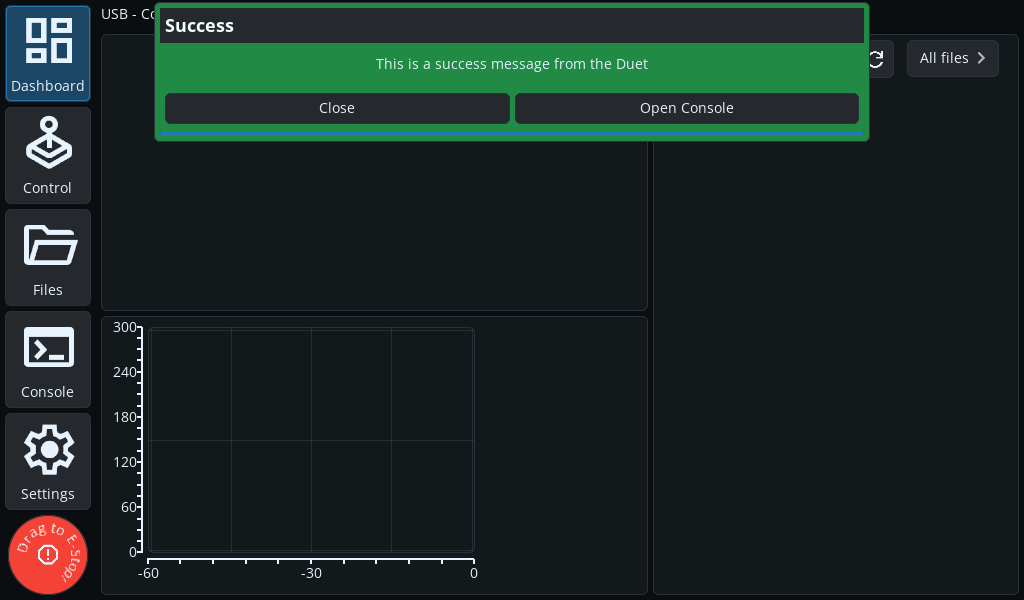 Dashboard
Control
Files
Console
Settings
Drag to E-Stop!
USB - Co
Success
This is a success message from the Duet
Close
Open Console
All files
300
240
180
120
60
0
-60
-30
0